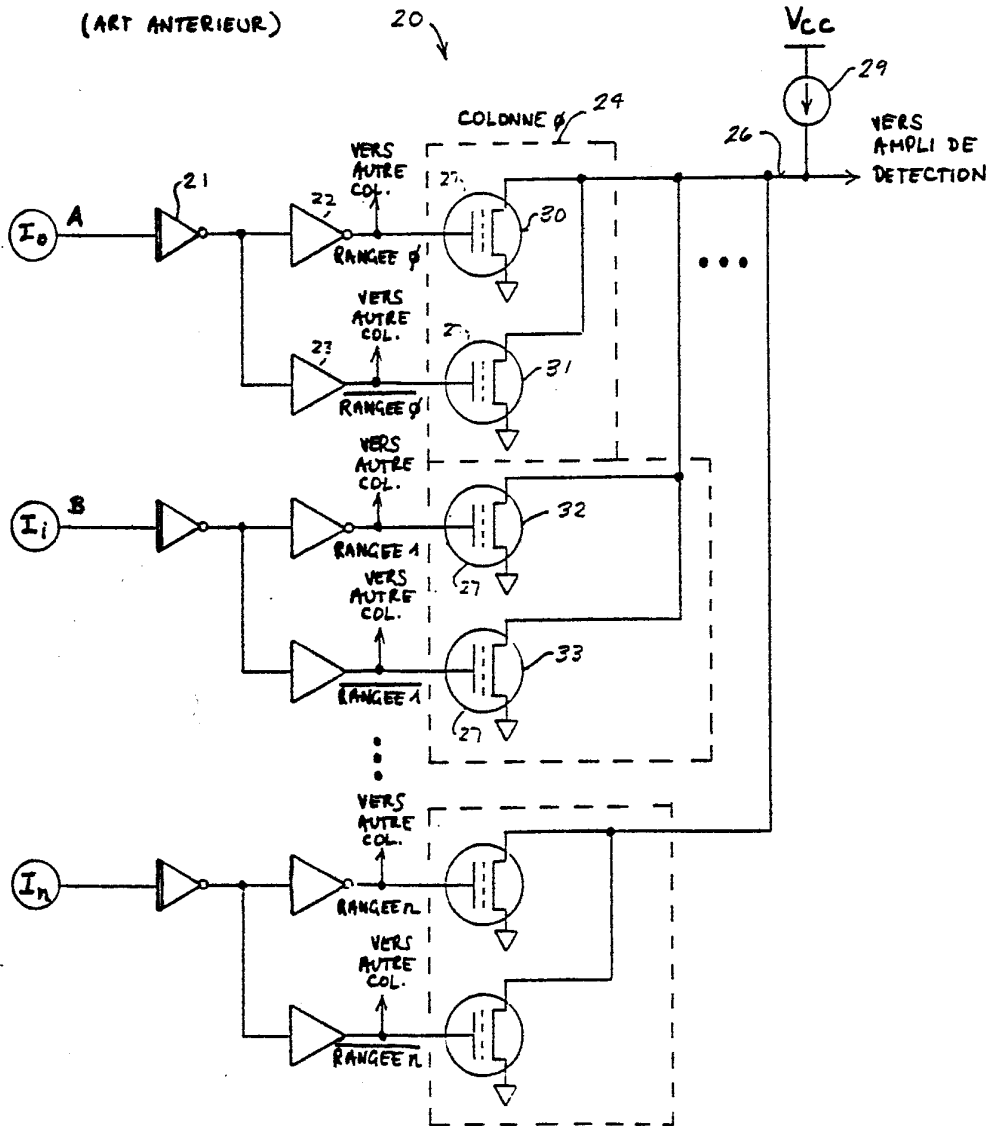 (ART ANTERIEUR)
20
VCC
29
VERS
AMPLI DE
DETECTION
26
24
COLONNE ϕ
I₀
A
21
22
VERS
AUTRE
COL.
RANGEE ϕ
27
30
23
VERS
AUTRE
COL.
RANGEE ϕ
31
Ii
B
VERS
AUTRE
COL.
RANGEE 1
32
27
VERS
AUTRE
COL.
RANGEE 1
33
27
In
VERS
AUTRE
COL.
RANGEE n
VERS
AUTRE
COL.
RANGEE n